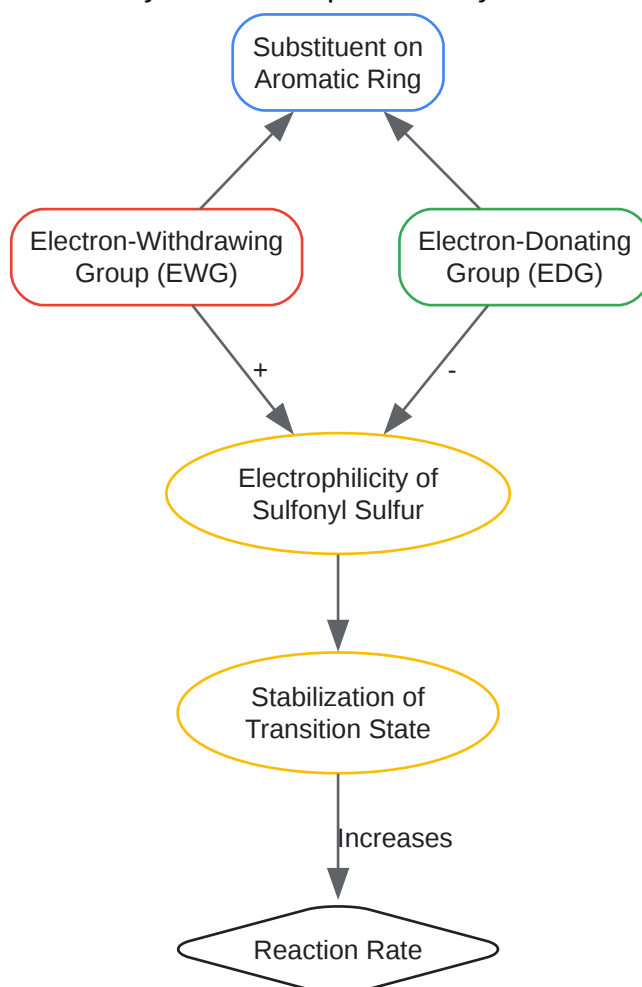 Substituent on
Aromatic Ring
Electron-Withdrawing
Group (EWG)
Electron-Donating
Group (EDG)
+
-
Electrophilicity of
Sulfonyl Sulfur
Stabilization of
Transition State
Increases
Reaction Rate